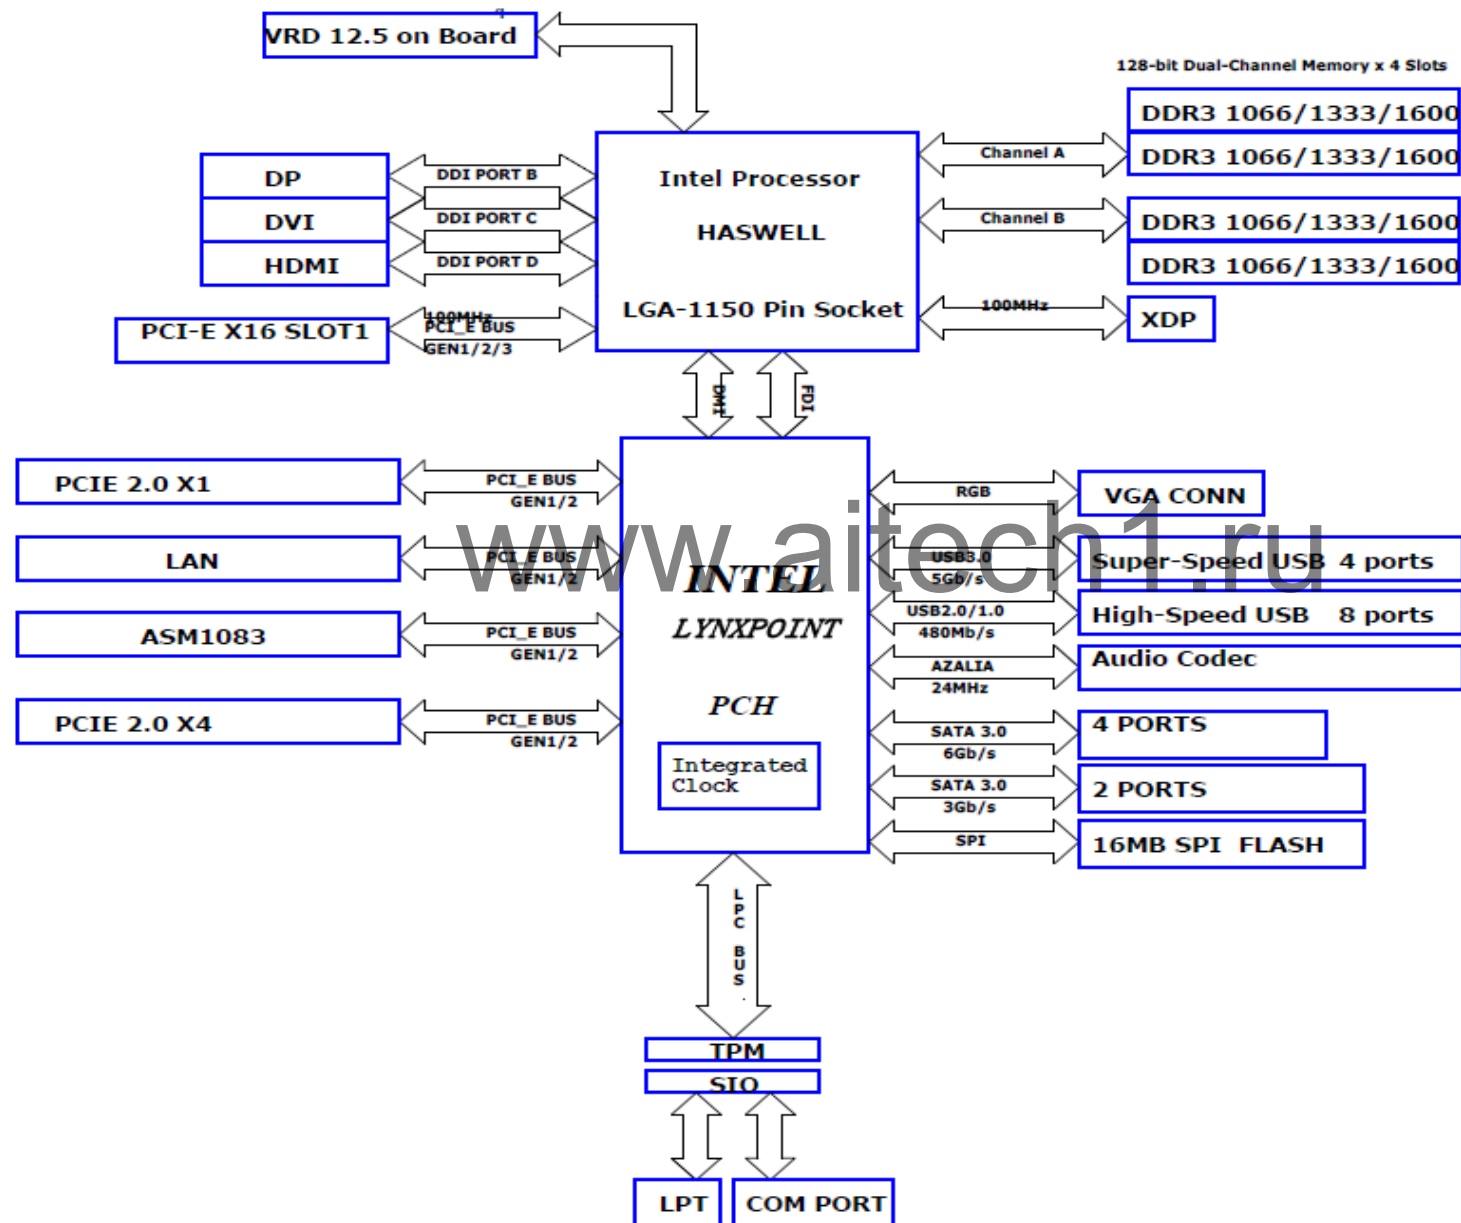 q
VRD 12.5 on Board
128-bit Dual-Channel Memory x 4 Slots
DDR3 1066/1333/1600
Channel A
DDR3 1066/1333/1600
DP
DDI PORT B
Intel Processor
DVI
DDI PORT C
HASWELL
Channel B
DDR3 1066/1333/1600
HDMI
DDI PORT D
DDR3 1066/1333/1600
LGA-1150 Pin Socket
100MHz
XDP
PCI-E X16 SLOT1
100MHz
PCI_E BUS
GEN1/2/3
DMI
FDI
PCIE 2.0 X1
PCI_E BUS
GEN1/2
RGB
VGA CONN
www.aitech1.ru
LAN
PCI_E BUS
GEN1/2
INTEL
LYNXPOINT
USB3.0
5Gb/s
Super-Speed USB 4 ports
USB2.0/1.0
480Mb/s
High-Speed USB 8 ports
ASM1083
PCI_E BUS
GEN1/2
AZALIA
24MHz
Audio Codec
PCIE 2.0 X4
PCI_E BUS
GEN1/2
PCH
SATA 3.0
6Gb/s
4 PORTS
Integrated
Clock
SATA 3.0
3Gb/s
2 PORTS
SPI
16MB SPI FLASH
LPC BUS
TPM
SIO
LPT
COM PORT